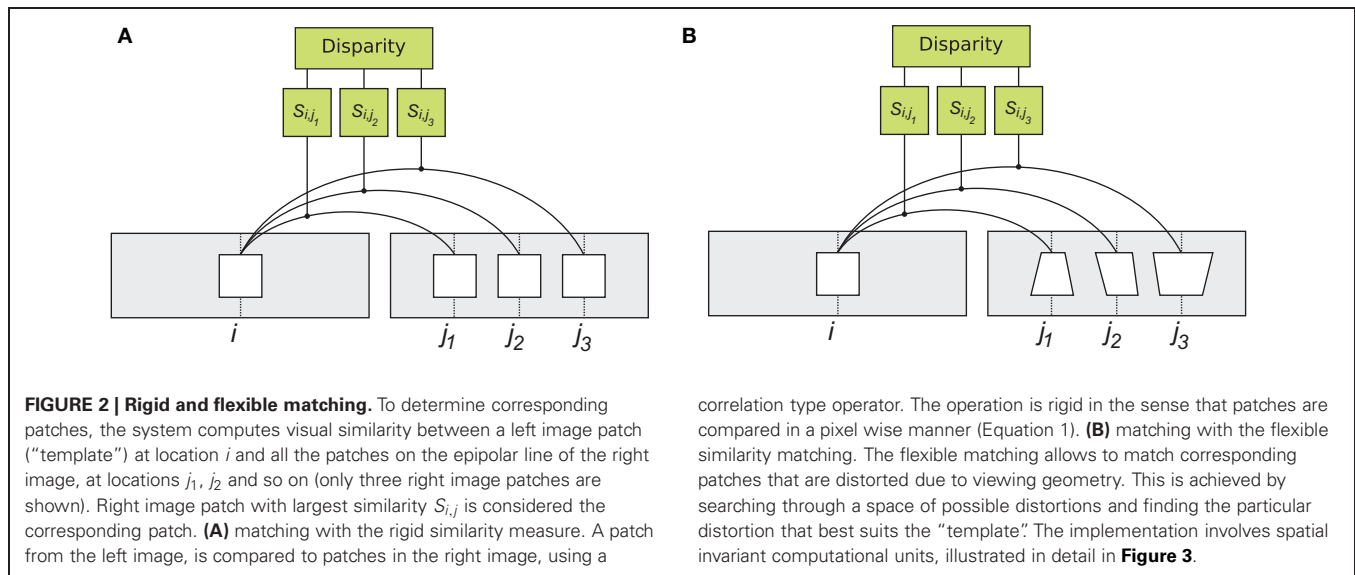 A
Disparity
S_{i,j_1} S_{i,j_2} S_{i,j_3}
i
j_1 j_2 j_3
B
Disparity
S_{i,j_1} S_{i,j_2} S_{i,j_3}
i
j_1 j_2 j_3
FIGURE 2 | Rigid and flexible matching. To determine corresponding
patches, the system computes visual similarity between a left image patch
(“template”) at location i and all the patches on the epipolar line of the right
image, at locations j_1, j_2 and so on (only three right image patches are
shown). Right image patch with largest similarity S_{i,j} is considered the
corresponding patch. (A) matching with the rigid similarity measure. A patch
from the left image, is compared to patches in the right image, using a
correlation type operator. The operation is rigid in the sense that patches are
compared in a pixel wise manner (Equation 1). (B) matching with the flexible
similarity matching. The flexible matching allows to match corresponding
patches that are distorted due to viewing geometry. This is achieved by
searching through a space of possible distortions and finding the particular
distortion that best suits the “template”. The implementation involves spatial
invariant computational units, illustrated in detail in Figure 3.